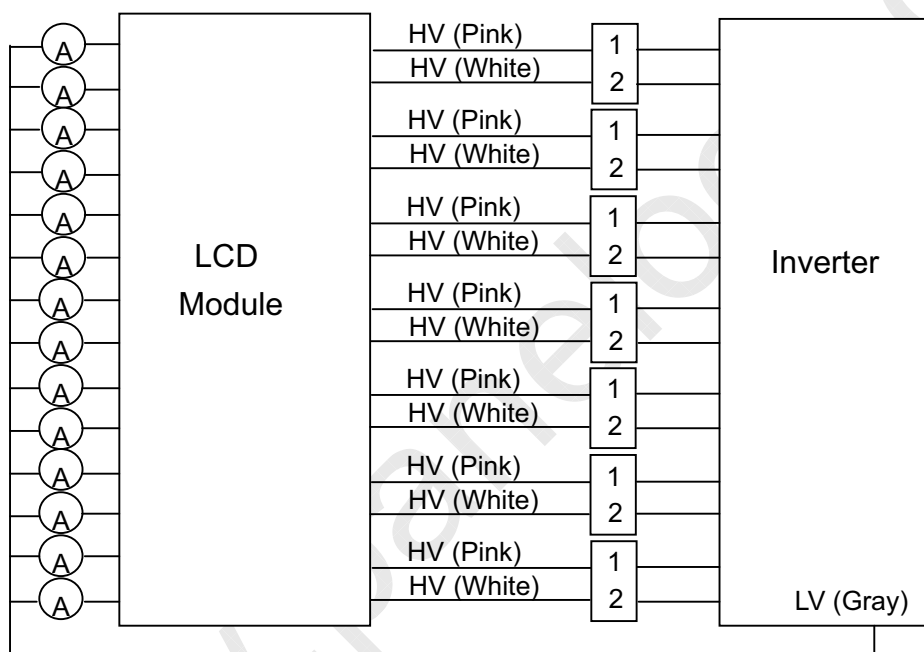 A
A
A
A
A
A
A
A
A
A
A
A
A
A
LCD
Module
HV (Pink)
HV (White)
HV (Pink)
HV (White)
HV (Pink)
HV (White)
HV (Pink)
HV (White)
HV (Pink)
HV (White)
HV (Pink)
HV (White)
HV (Pink)
HV (White)
1
2
1
2
1
2
1
2
1
2
1
2
1
2
Inverter
LV (Gray)